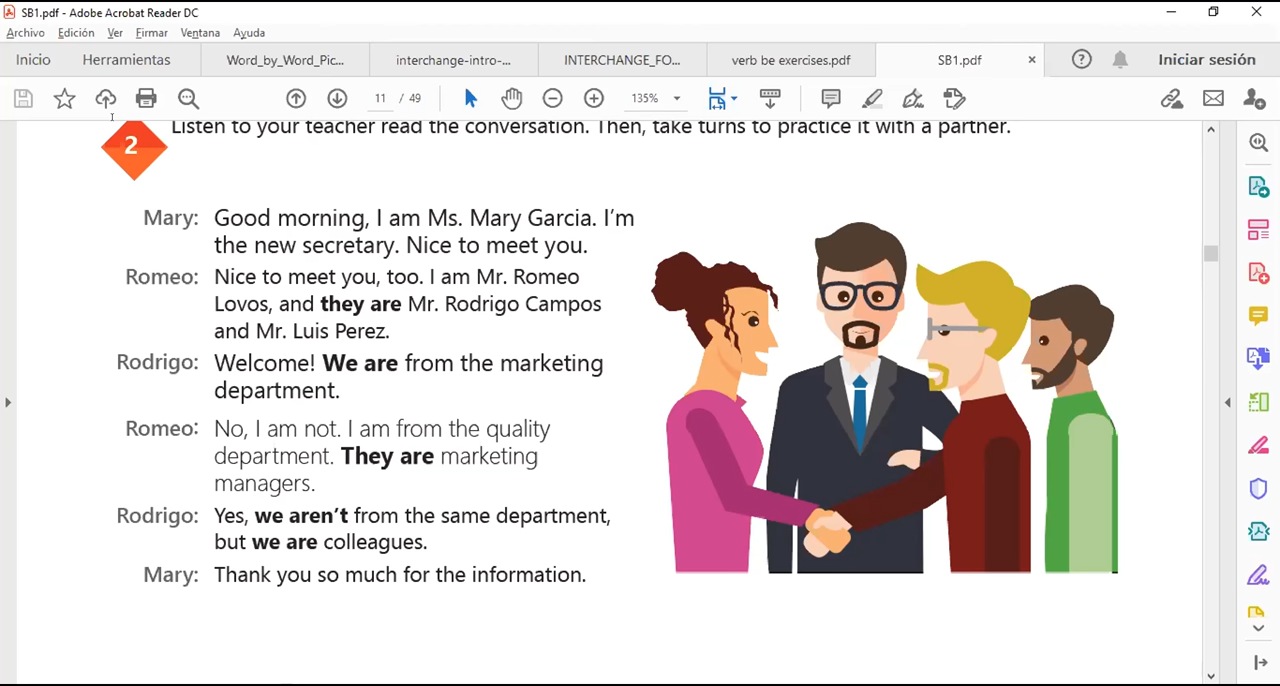 SB1.pdf - Adobe Acrobat Reader DC
Archivo Edición Ver Firmar Ventana Ayuda
Inicio Herramientas Word_by_Word_Pic... interchange-intro-... INTERCHANGE_FO... verb be exercises.pdf SB1.pdf × Iniciar sesión
11 / 49 135%
Listen to your teacher read the conversation. Then, take turns to practice it with a partner.
2
Mary: Good morning, I am Ms. Mary Garcia. I'm
the new secretary. Nice to meet you.
Romeo: Nice to meet you, too. I am Mr. Romeo
Lovos, and they are Mr. Rodrigo Campos
and Mr. Luis Perez.
Rodrigo: Welcome! We are from the marketing
department.
Romeo: No, I am not. I am from the quality
department. They are marketing
managers.
Rodrigo: Yes, we aren't from the same department,
but we are colleagues.
Mary: Thank you so much for the information.